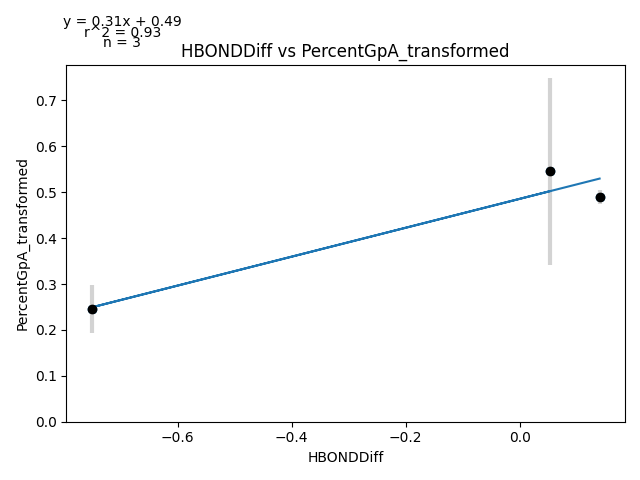 y = 0.31x + 0.49
r^2 = 0.93
n = 3
HBONDDiff vs PercentGpA_transformed
PercentGpA_transformed
0.7
0.6
0.5
0.4
0.3
0.2
0.1
0.0
−0.6 −0.4 −0.2 0.0
HBONDDiff